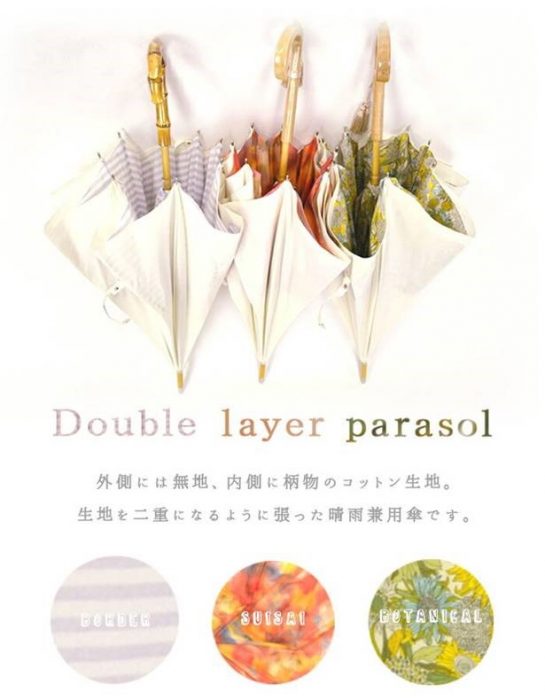 Double layer parasol
外側には無地、内側に柄物のコットン生地。
生地を二重になるように張った晴雨兼用傘です。
BORDER
SUISAI
BOTANICAL